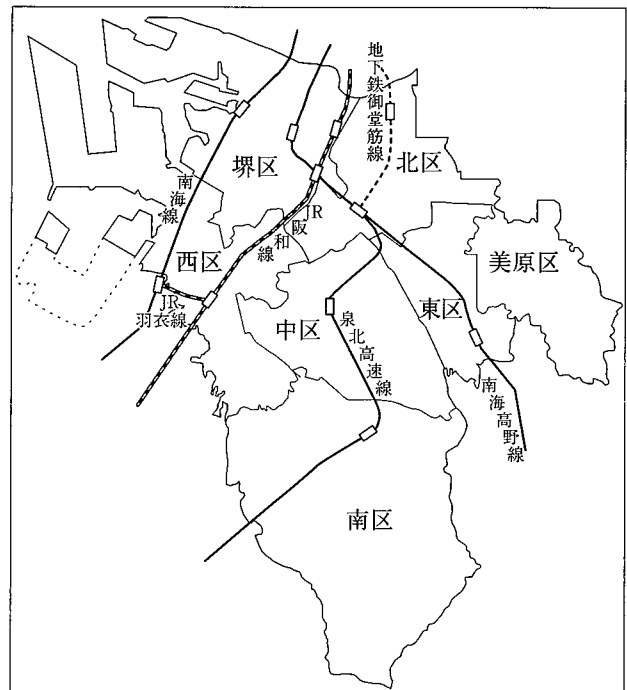 地下鉄御堂筋線
北区
堺区
南海線
JR阪和線
西区
JR
羽衣線
美原区
東区
中区
泉北高速線
南海高野線
南区